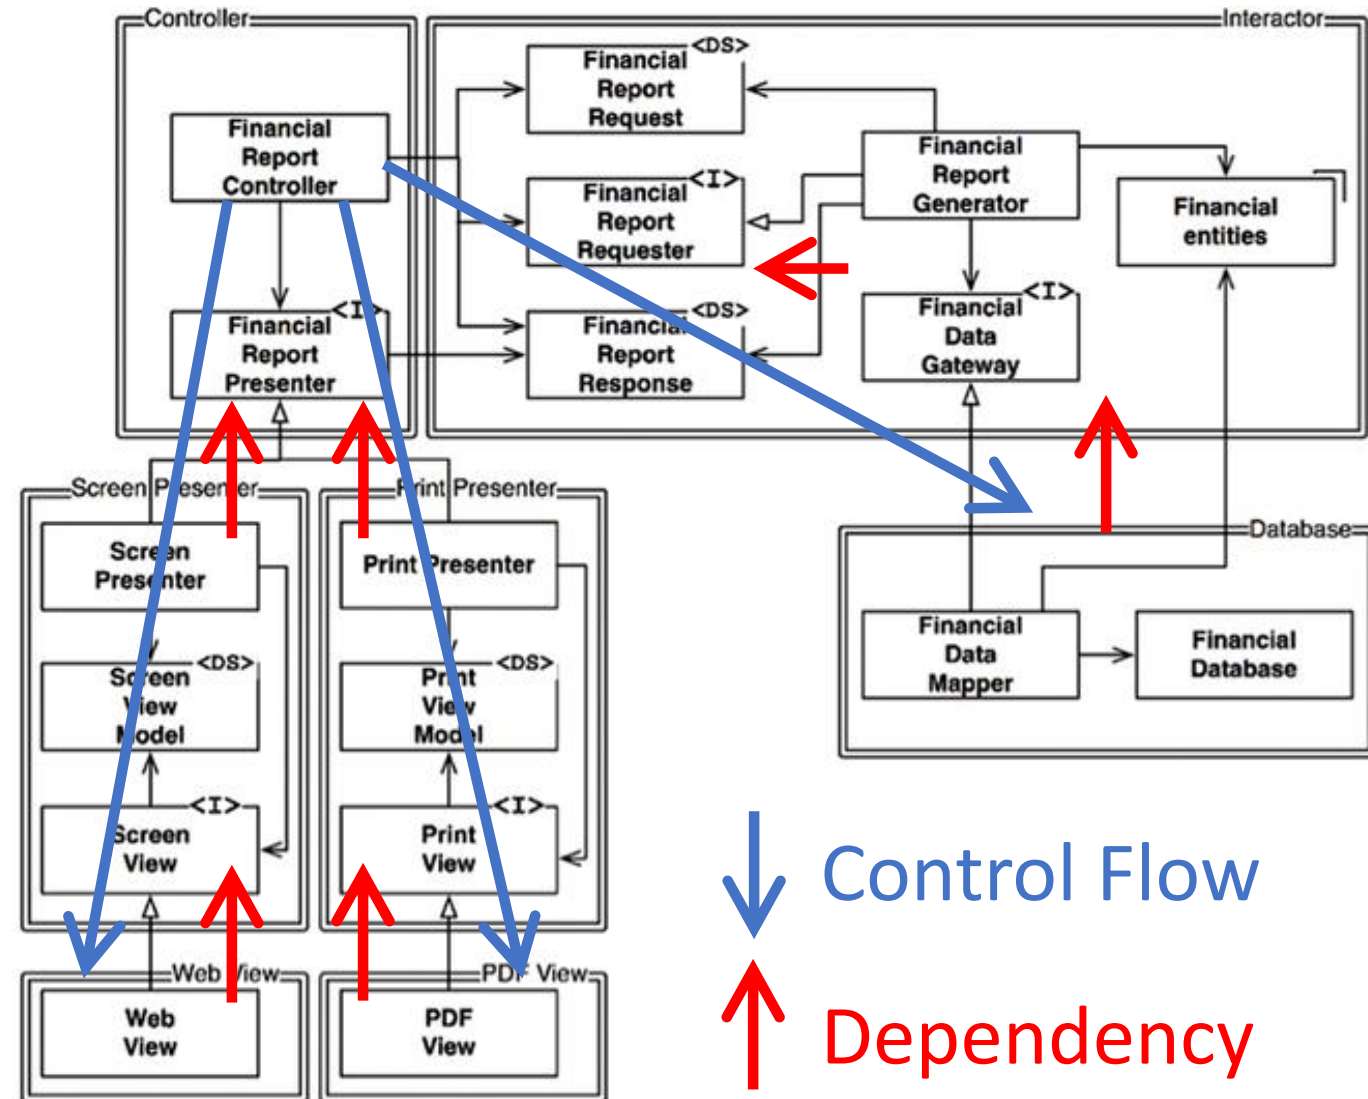 Controller
Interactor
Financial
Report
Controller
<I>
Financial
Report
Presenter
<DS>
Financial
Report
Request
<I>
Financial
Report
Requester
<DS>
Financial
Report
Response
Financial
Report
Generator
Financial
entities
<I>
Financial
Data
Gateway
Screen Presenter
Screen
Presenter
<DS>
Screen
View
Model
<I>
Screen
View
Print Presenter
Print Presenter
<DS>
Print
View
Model
<I>
Print
View
Database
Financial
Data
Mapper
Financial
Database
Web View
Web
View
PDF View
PDF
View
Control Flow
Dependency